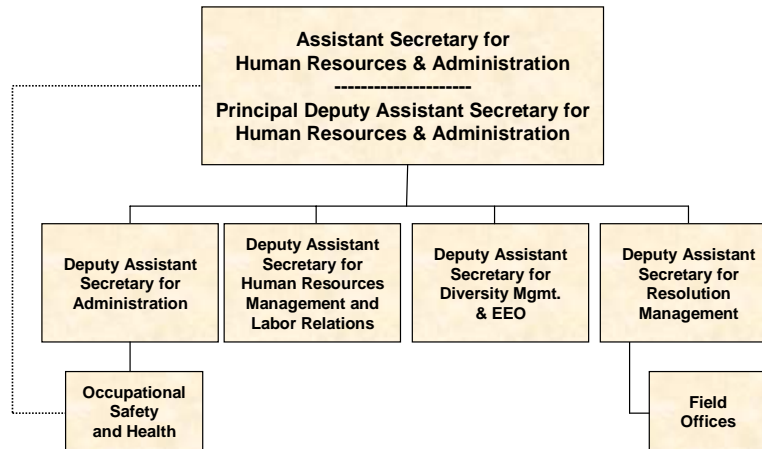 Assistant Secretary for
Human Resources & Administration
---------------------
Principal Deputy Assistant Secretary for
Human Resources & Administration
Deputy Assistant
Secretary for
Administration
Deputy Assistant
Secretary for
Human Resources
Management and
Labor Relations
Deputy Assistant
Secretary for
Diversity Mgmt.
& EEO
Deputy Assistant
Secretary for
Resolution
Management
Occupational
Safety
and Health
Field
Offices